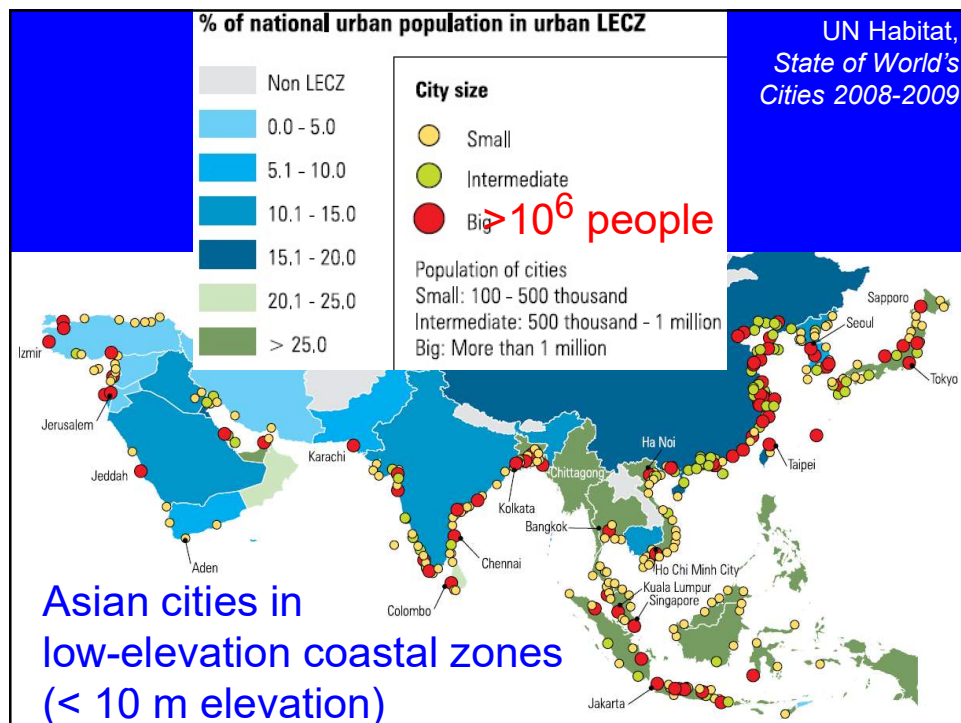 % of national urban population in urban LECZ
UN Habitat,
State of World's
Cities 2008-2009
Non LECZ
0.0 - 5.0
5.1 - 10.0
10.1 - 15.0
15.1 - 20.0
20,1 - 25.0
> 25.0
City size
Small
Intermediate
Big >10⁶ people
Population of cities
Small: 100 - 500 thousand
Intermediate: 500 thousand - 1 million
Big: More than 1 million
Sapporo
Seoul
Izmir
Tokyo
Jerusalem
Karachi
Ha Noi
Taipei
Jeddah
Chittagong
Kolkata
Bangkok
Aden
Chennai
Ho Chi Minh City
Kuala Lumpur
Singapore
Colombo
Jakarta
Asian cities in
low-elevation coastal zones
(< 10 m elevation)